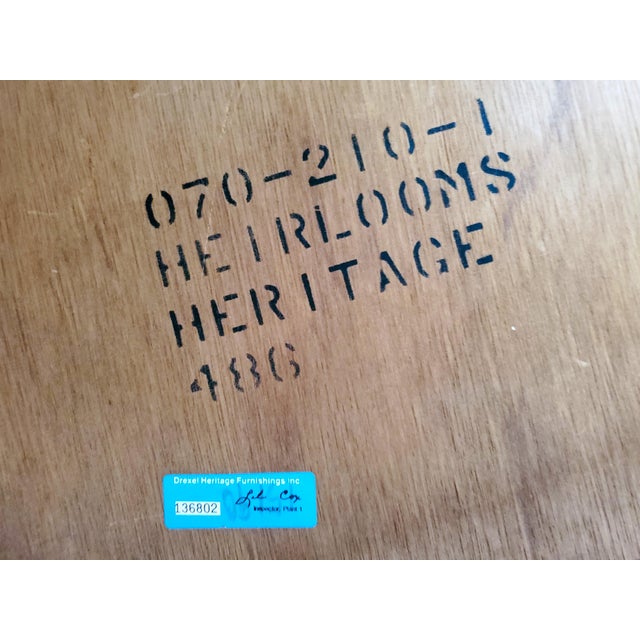 070-210-1
HEIRLOOMS
HERITAGE
486
Drexel Heritage Furnishings Inc
136802
Inspector, Plant 1